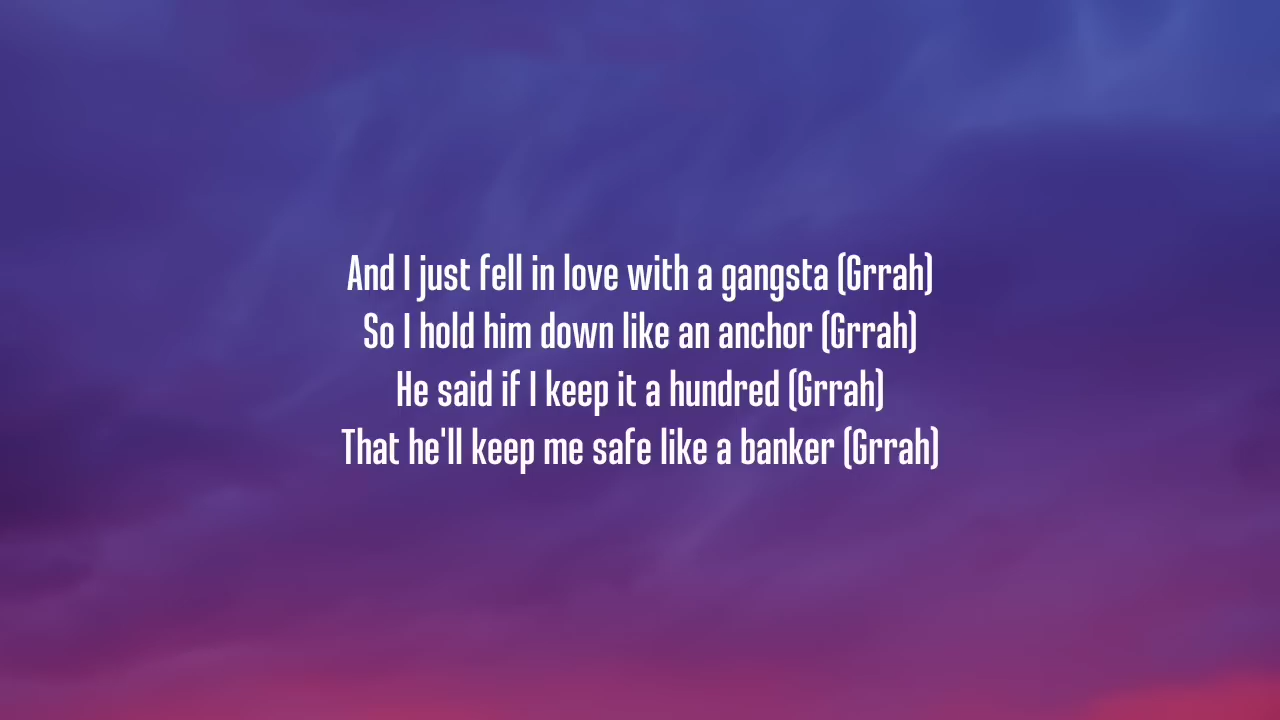 And I just fell in love with a gangsta (Grrah)
So I hold him down like an anchor (Grrah)
He said if I keep it a hundred (Grrah)
That he'll keep me safe like a banker (Grrah)